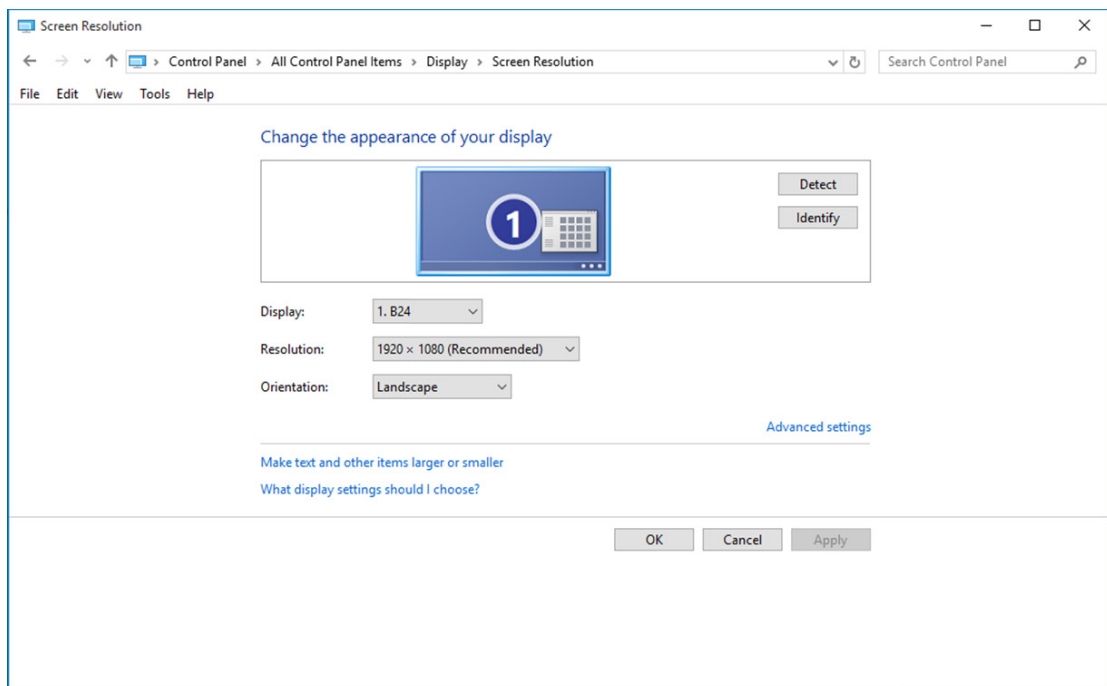 Screen Resolution
Control Panel > All Control Panel Items > Display > Screen Resolution
Search Control Panel
File Edit View Tools Help
Change the appearance of your display
1
Detect
Identify
Display: 1. B24
Resolution: 1920 × 1080 (Recommended)
Orientation: Landscape
Advanced settings
Make text and other items larger or smaller
What display settings should I choose?
OK Cancel Apply